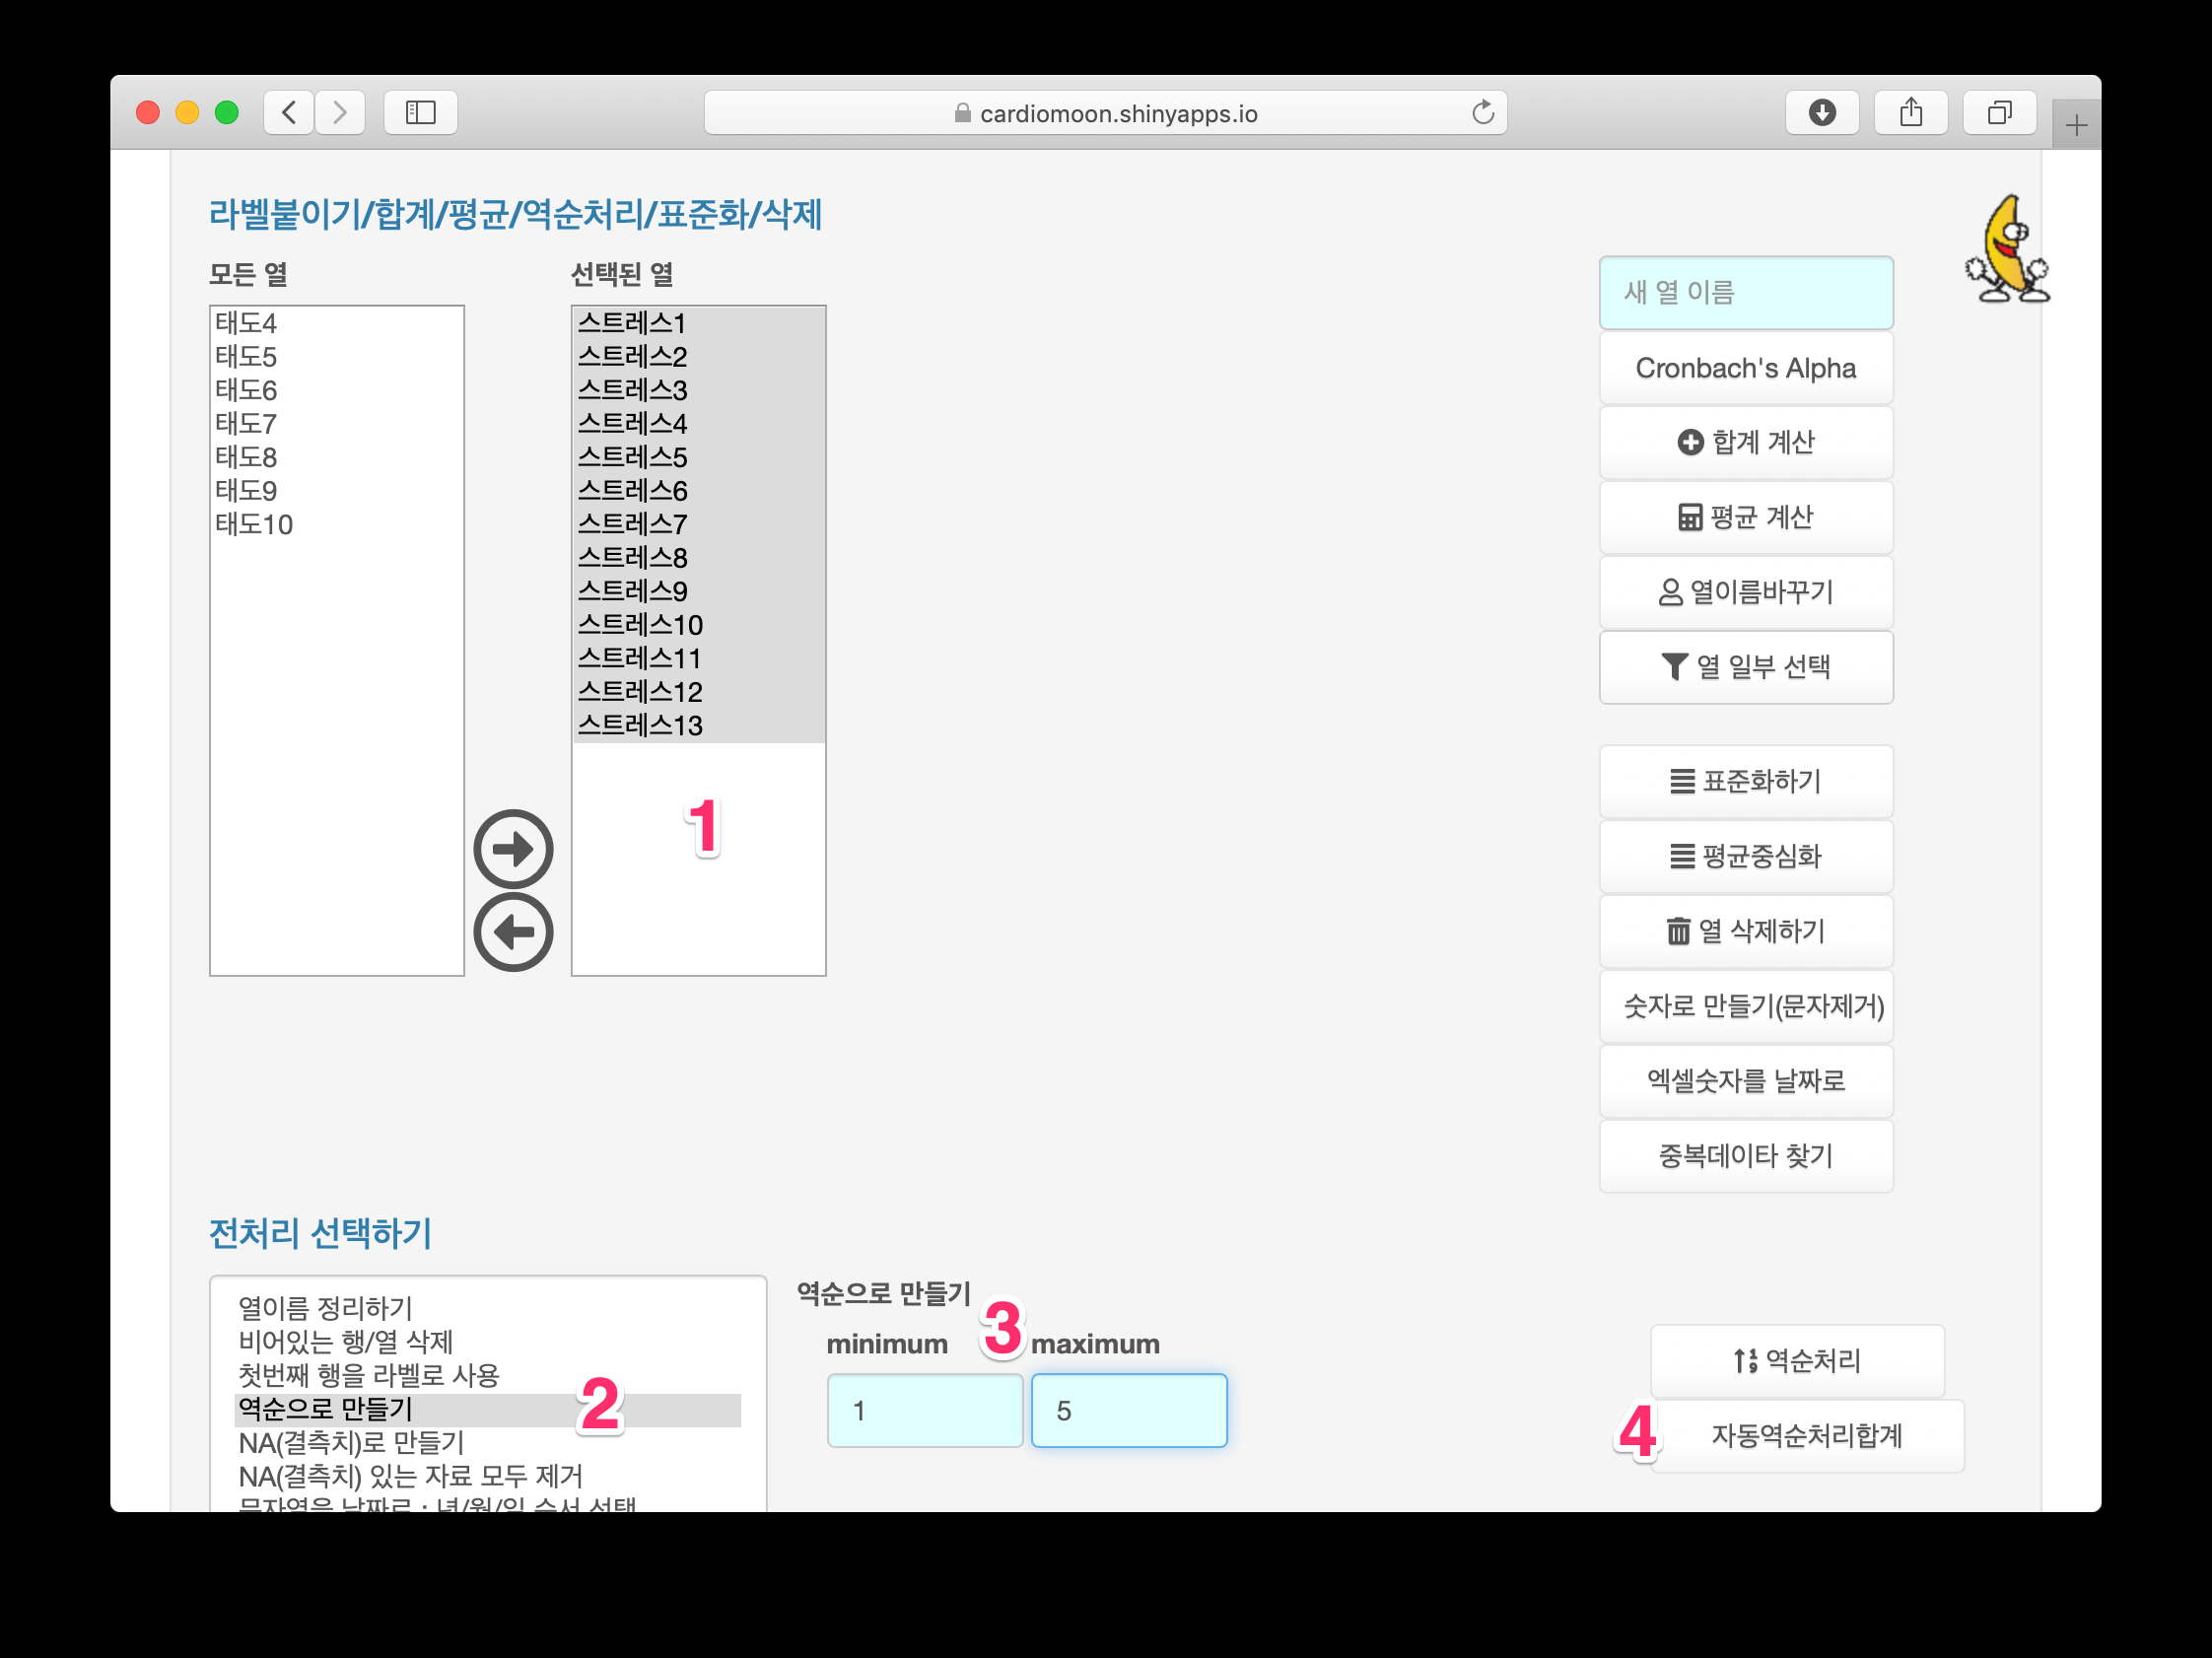 cardiomoon.shinyapps.io
라벨붙이기/합계/평균/역순처리/표준화/삭제
모든 열
태도4
태도5
태도6
태도7
태도8
태도9
태도10
선택된 열
스트레스1
스트레스2
스트레스3
스트레스4
스트레스5
스트레스6
스트레스7
스트레스8
스트레스9
스트레스10
스트레스11
스트레스12
스트레스13
1
새 열 이름
Cronbach's Alpha
합계 계산
평균 계산
열이름바꾸기
열 일부 선택
표준화하기
평균중심화
열 삭제하기
숫자로 만들기(문자제거)
엑셀숫자를 날짜로
중복데이타 찾기
전처리 선택하기
열이름 정리하기
비어있는 행/열 삭제
첫번째 행을 라벨로 사용
역순으로 만들기
2
NA(결측치)로 만들기
NA(결측치) 있는 자료 모두 제거
문자열을 날짜로 : 년/월/일 순서 선택
역순으로 만들기
3
minimum
maximum
1
5
역순처리
4
자동역순처리합계